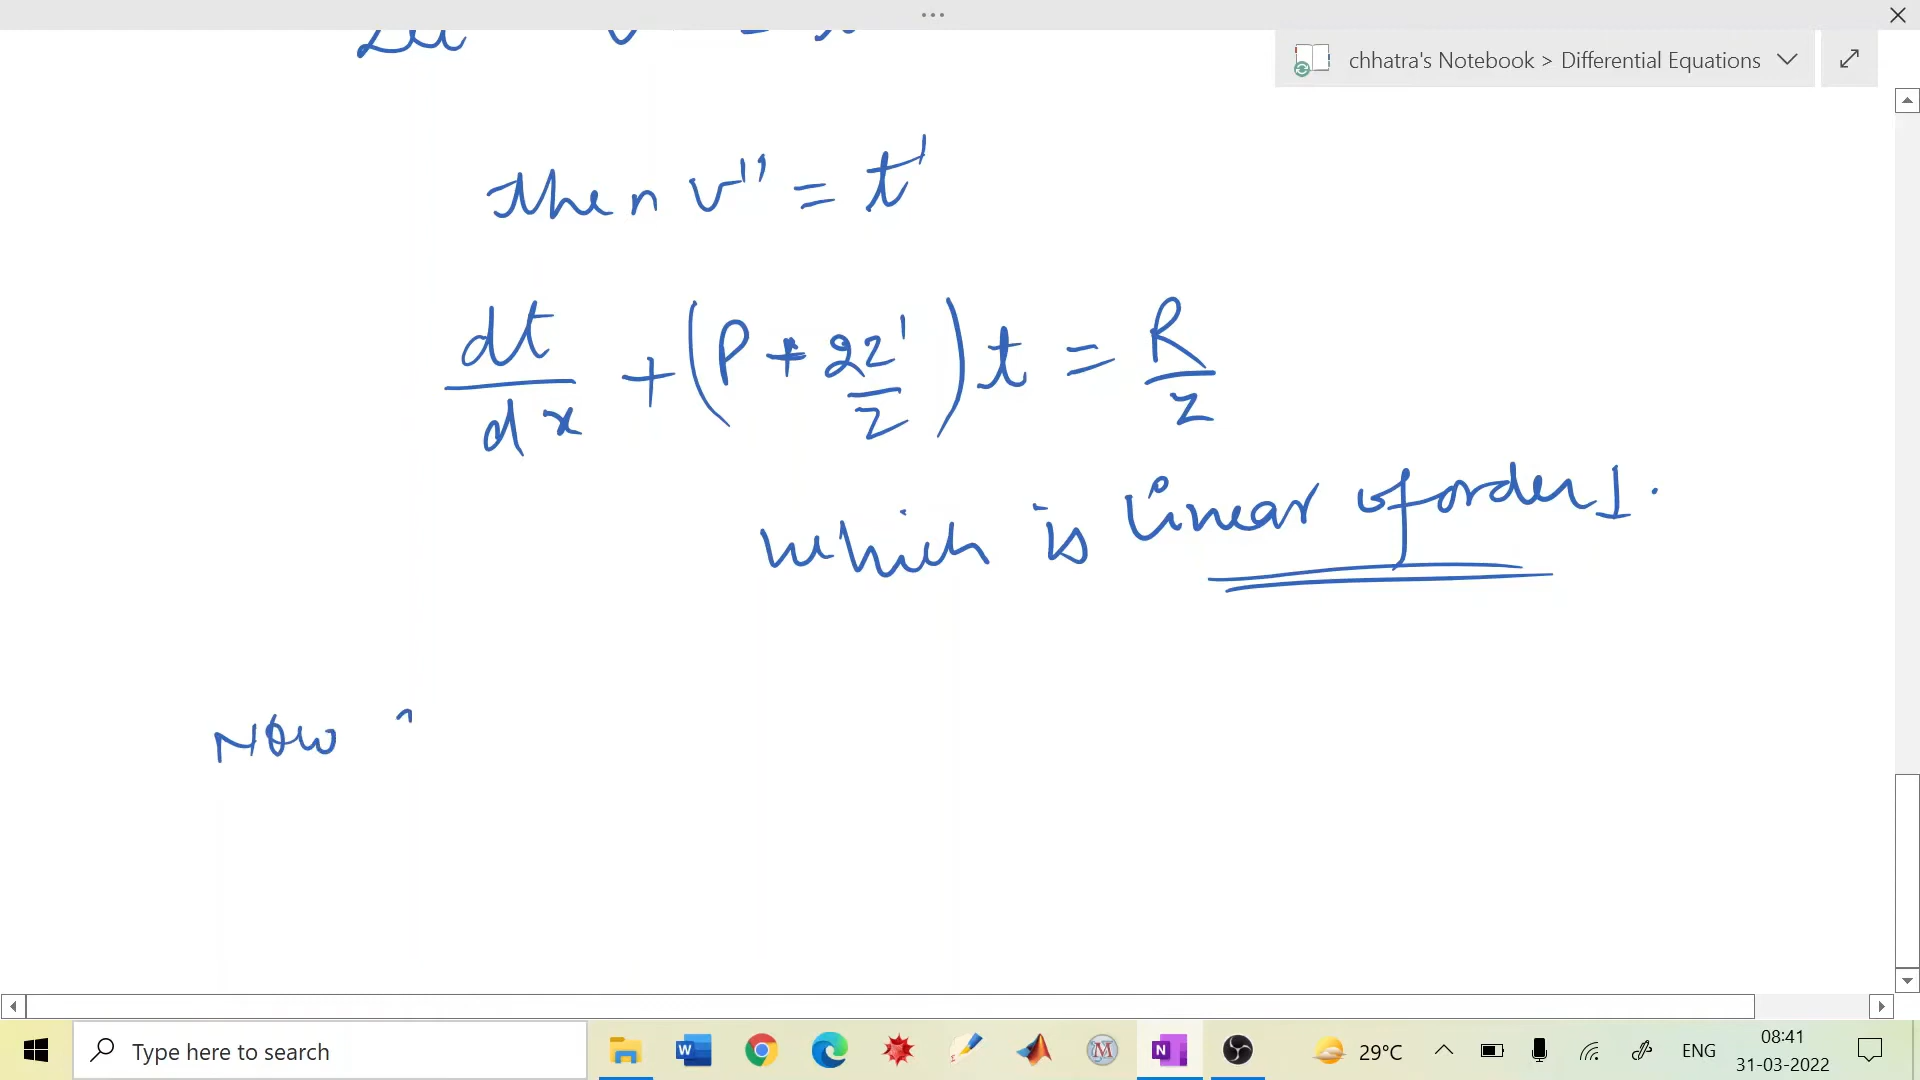 chhatra's Notebook > Differential Equations
then v'' = t'
dt/dx + (P + 2z'/z) t = R/z
which is linear of order 1.
Now
Type here to search
29°C
ENG
08:41
31-03-2022